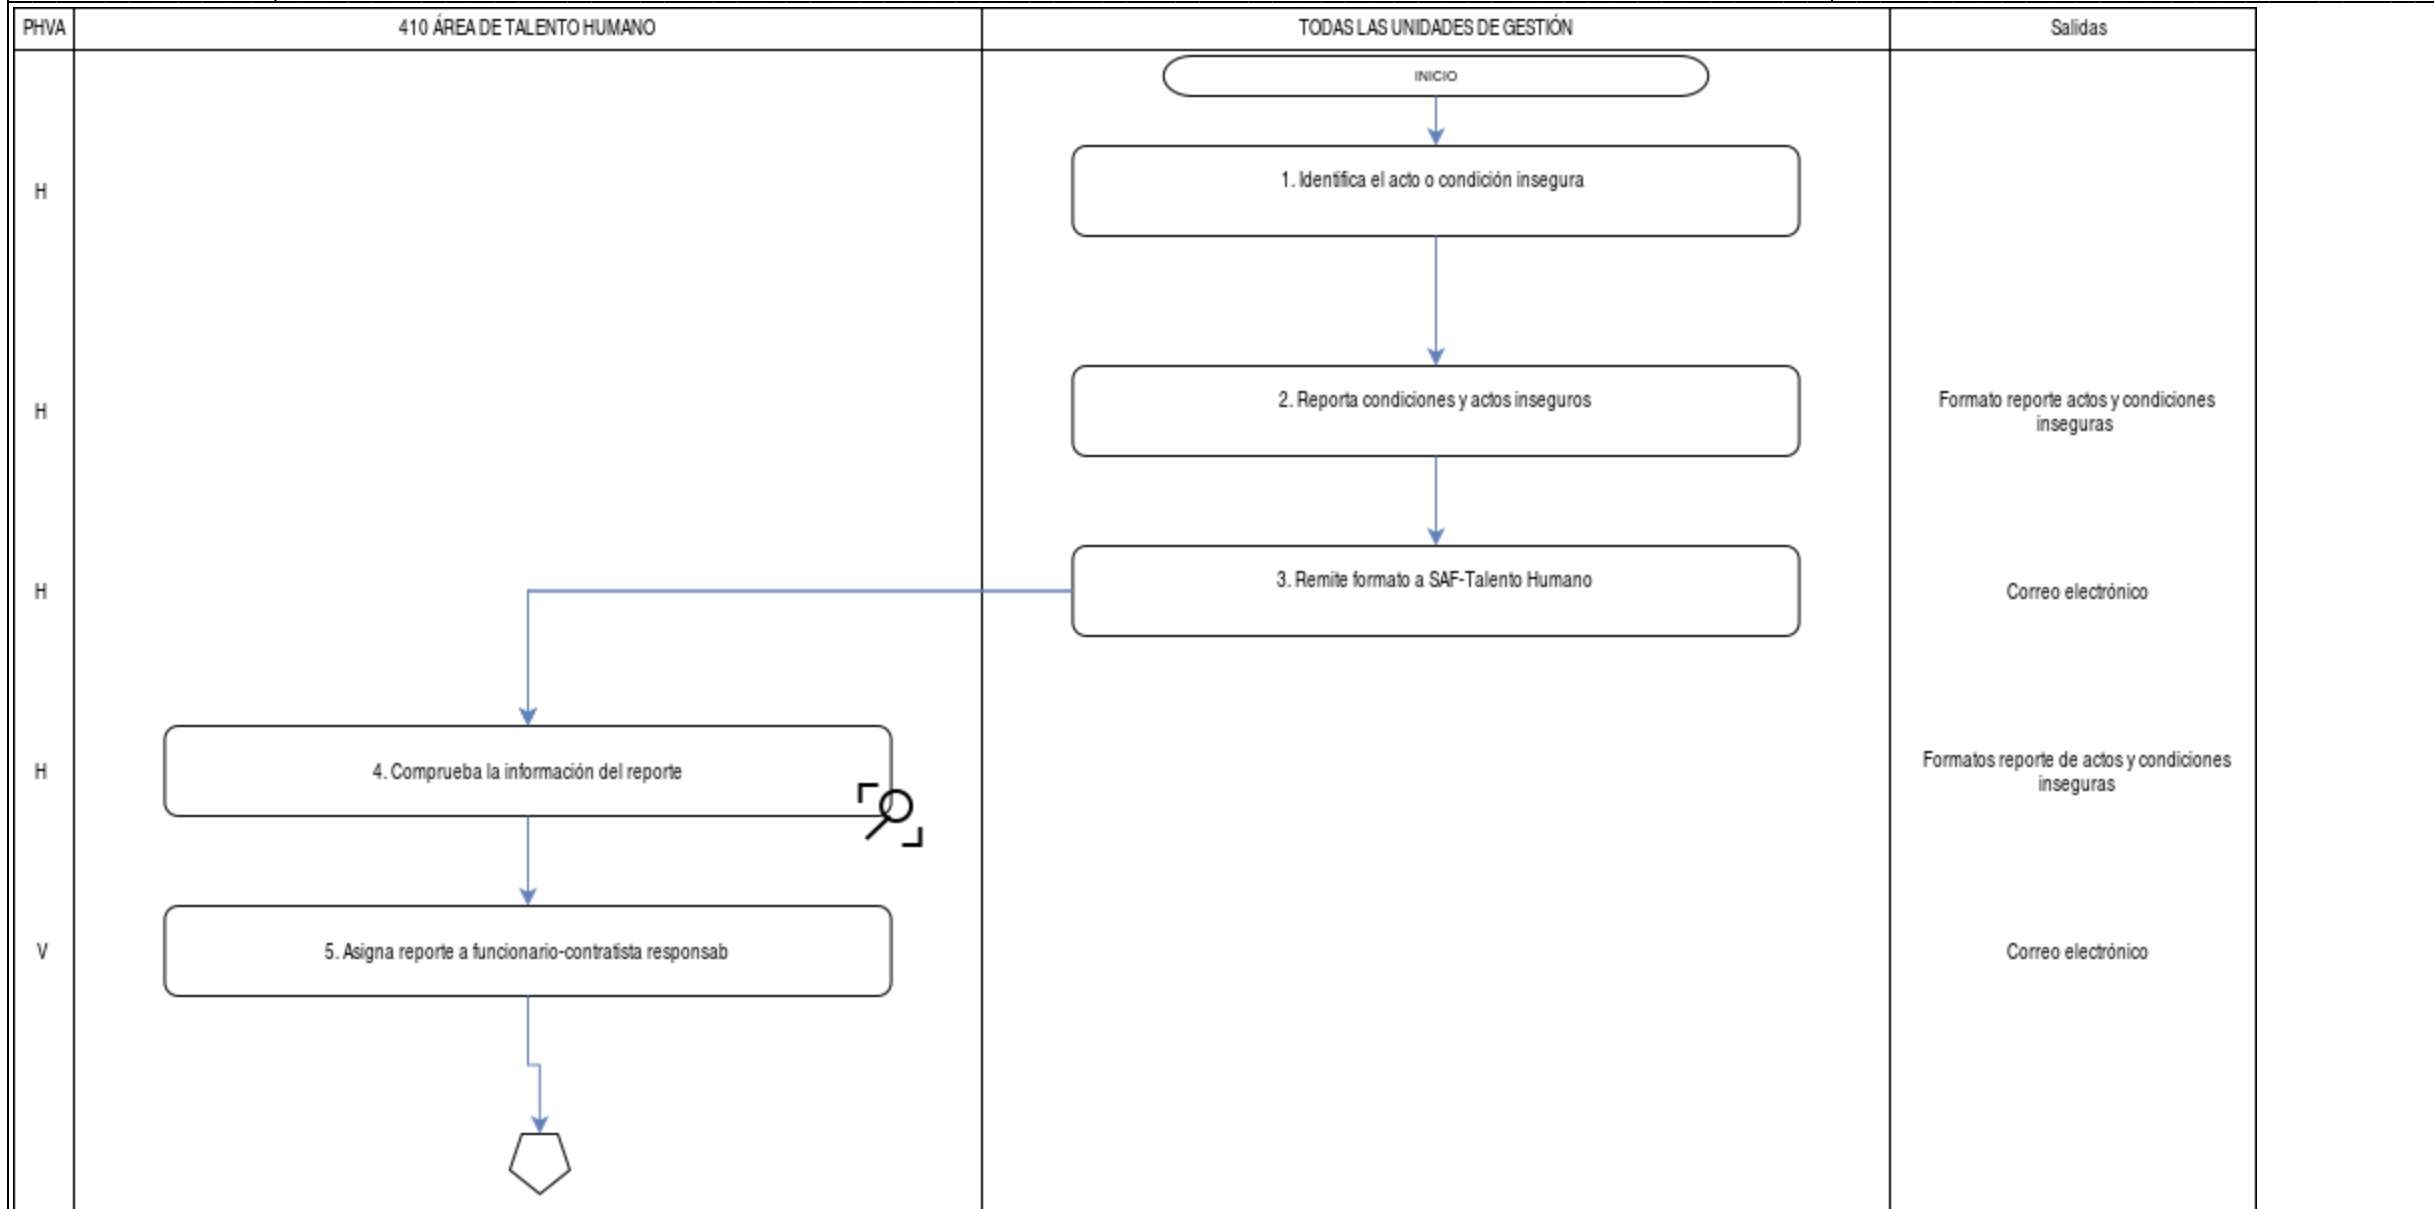 PHVA 410 ÁREA DE TALENTO HUMANO TODAS LAS UNIDADES DE GESTIÓN Salidas
INICIO
H 1. Identifica el acto o condición insegura
H 2. Reporta condiciones y actos inseguros Formato reporte actos y condiciones
inseguras
H 3. Remite formato a SAF-Talento Humano Correo electrónico
H 4. Comprueba la información del reporte Formatos reporte de actos y condiciones
inseguras
V 5. Asigna reporte a funcionario-contratista responsab Correo electrónico